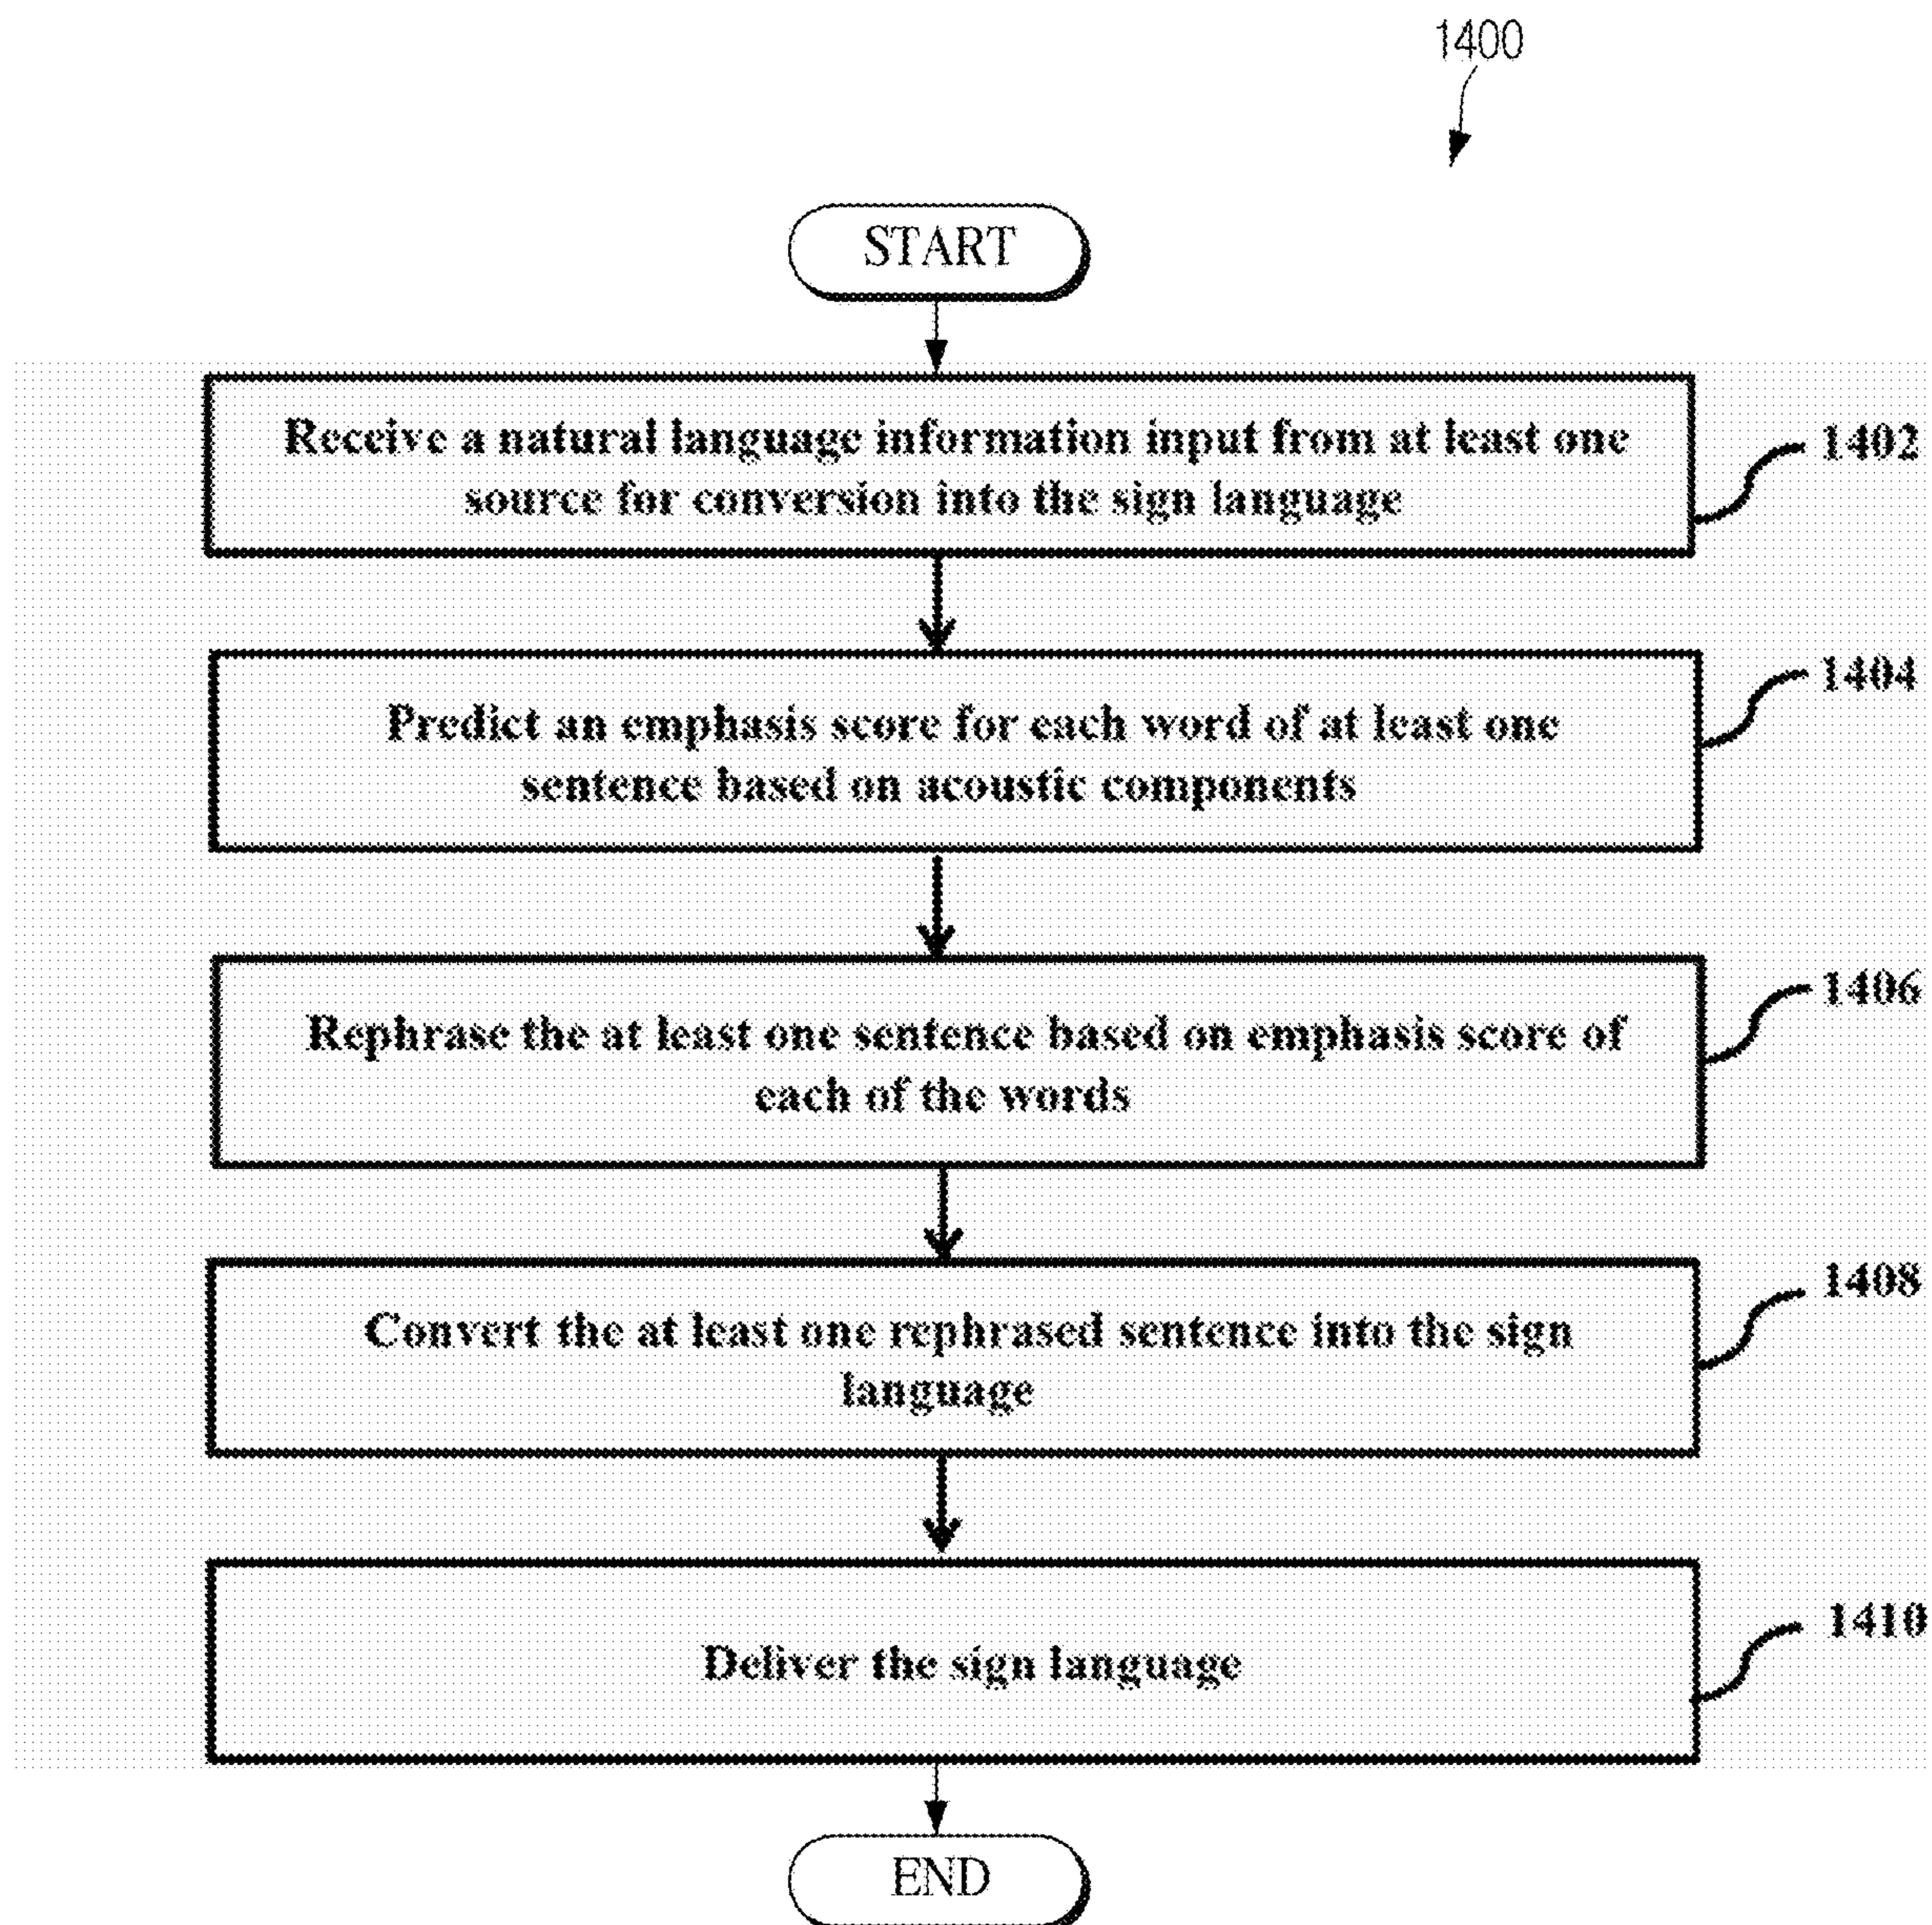 1400
START
Receive a natural language information input from at least one
source for conversion into the sign language
1402
Predict an emphasis score for each word of at least one
sentence based on acoustic components
1404
Rephrase the at least one sentence based on emphasis score of
each of the words
1406
Convert the at least one rephrased sentence into the sign
language
1408
Deliver the sign language
1410
END